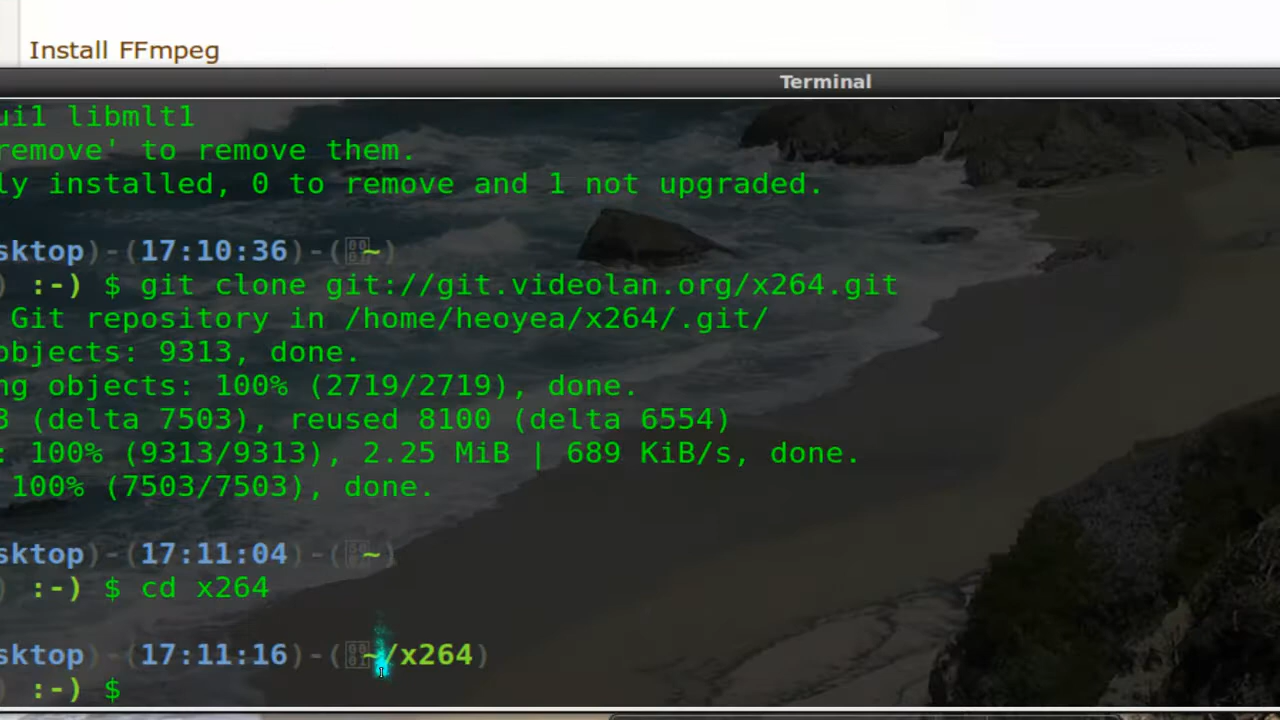 Install FFmpeg
Terminal
ui1 libmlt1
remove' to remove them.
ly installed, 0 to remove and 1 not upgraded.
sktop)-(17:10:36)-(~)
) :-) $ git clone git://git.videolan.org/x264.git
Git repository in /home/heoyea/x264/.git/
objects: 9313, done.
ng objects: 100% (2719/2719), done.
3 (delta 7503), reused 8100 (delta 6554)
: 100% (9313/9313), 2.25 MiB | 689 KiB/s, done.
100% (7503/7503), done.
sktop)-(17:11:04)-(~)
) :-) $ cd x264
sktop)-(17:11:16)-(~/x264)
) :-) $